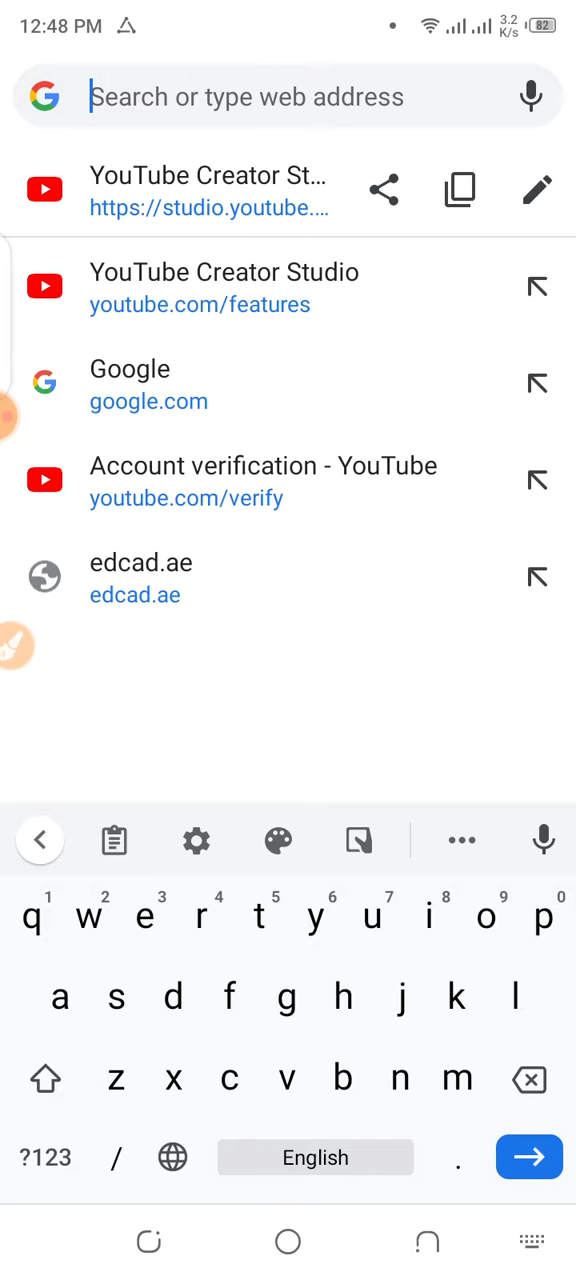 12:48 PM
3.2
K/s
82
Search or type web address
YouTube Creator St...
https://studio.youtube....
YouTube Creator Studio
youtube.com/features
Google
google.com
Account verification - YouTube
youtube.com/verify
edcad.ae
edcad.ae
1 2 3 4 5 6 7 8 9 0
q w e r t y u i o p
a s d f g h j k l
z x c v b n m
?123 / English .